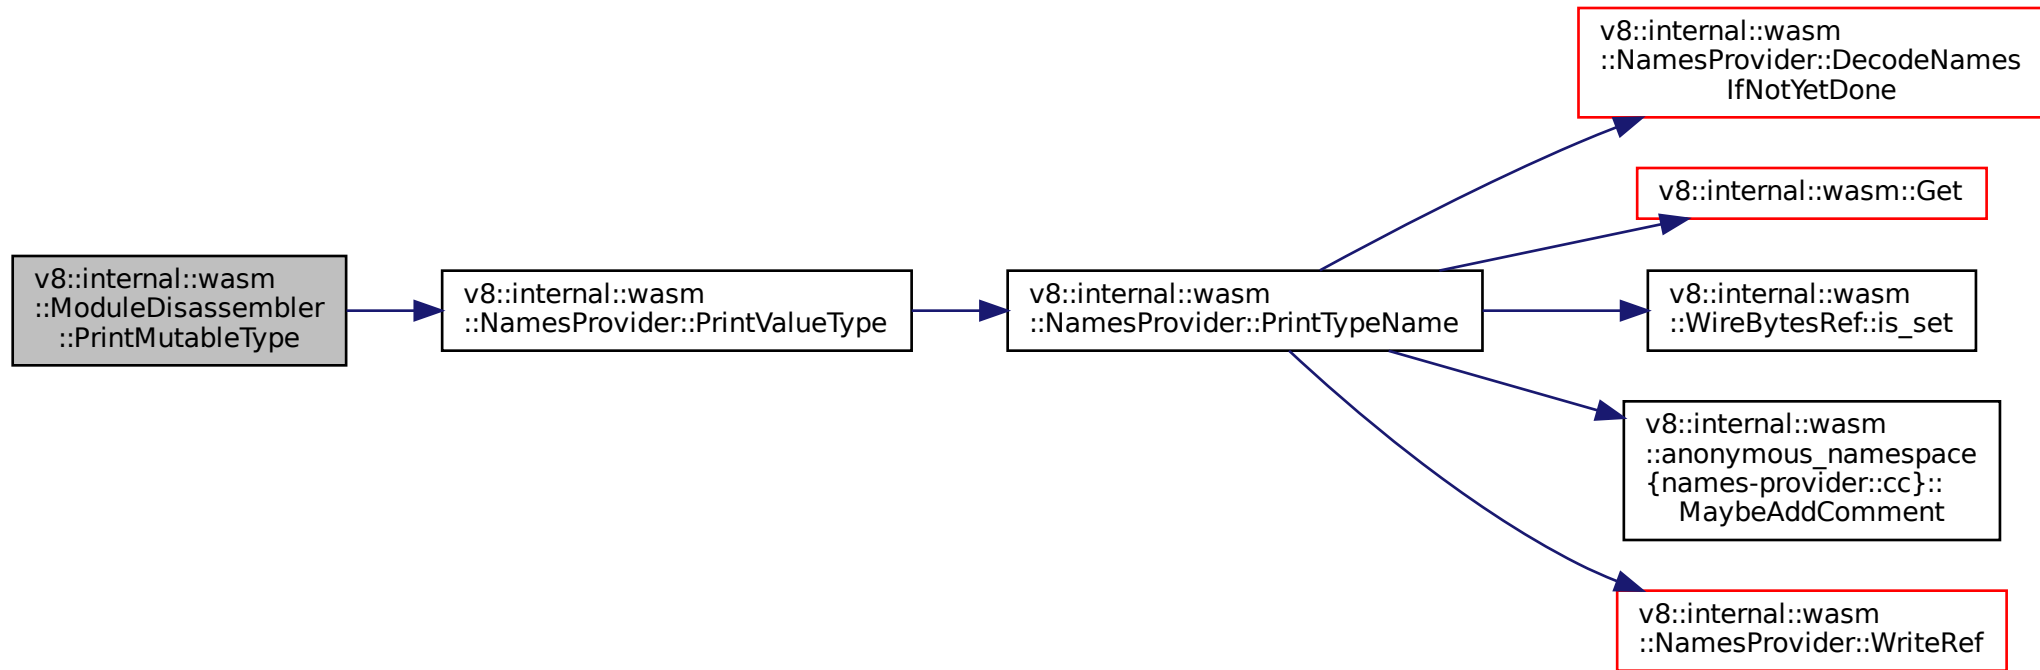 v8::internal::wasm
::ModuleDisassembler
::PrintMutableType
v8::internal::wasm
::NamesProvider::PrintValueType
v8::internal::wasm
::NamesProvider::PrintTypeName
v8::internal::wasm
::NamesProvider::DecodeNames
IfNotYetDone
v8::internal::wasm::Get
v8::internal::wasm
::WireBytesRef::is_set
v8::internal::wasm
::anonymous_namespace
{names-provider::cc}::
MaybeAddComment
v8::internal::wasm
::NamesProvider::WriteRef